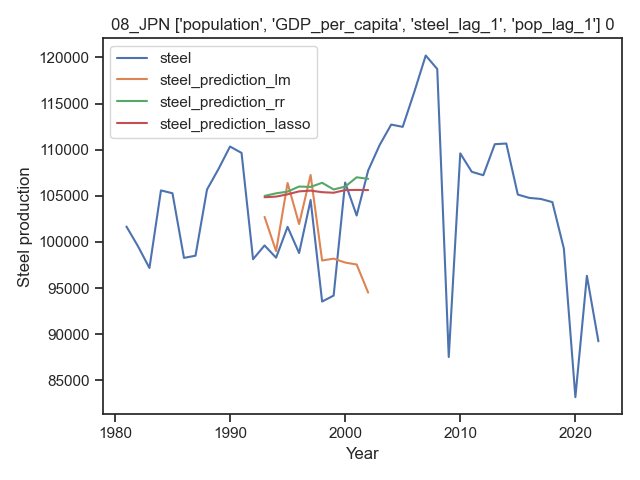 08_JPN ['population', 'GDP_per_capita', 'steel_lag_1', 'pop_lag_1'] 0
steel
steel_prediction_lm
steel_prediction_rr
steel_prediction_lasso
120000
115000
110000
105000
100000
95000
90000
85000
Steel production
1980 1990 2000 2010 2020
Year